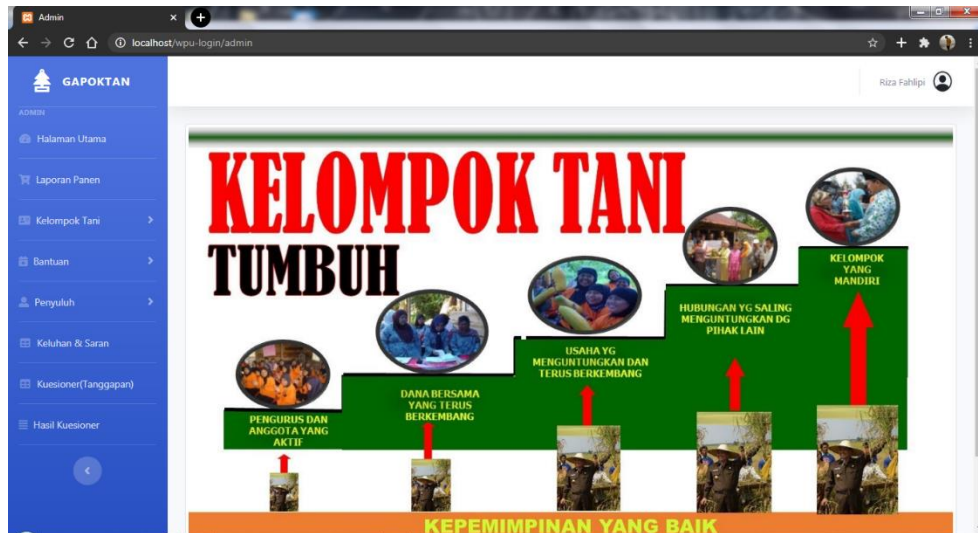 Admin
localhost/wpu-login/admin
GAPOKTAN
Riza Fahlipi
ADMIN
Halaman Utama
Laporan Panen
Kelompok Tani
Bantuan
Penyuluh
Keluhan & Saran
Kuesioner(Tanggapan)
Hasil Kuesioner
KELOMPOK TANI
TUMBUH
PENGURUS DAN
ANGGOTA YANG
AKTIF
DANA BERSAMA
YANG TERUS
BERKEMBANG
USAHA YG
MENGUNTUNGKAN DAN
TERUS BERKEMBANG
HUBUNGAN YG SALING
MENGUNTUNGKAN DG
PIHAK LAIN
KELOMPOK
YANG
MANDIRI
KEPEMIMPINAN YANG BAIK